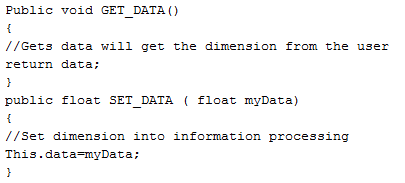 Public void GET_DATA()
{
//Gets data will get the dimension from the user
return data;
}
public float SET_DATA ( float myData)
{
//Set dimension into information processing
This.data=myData;
}